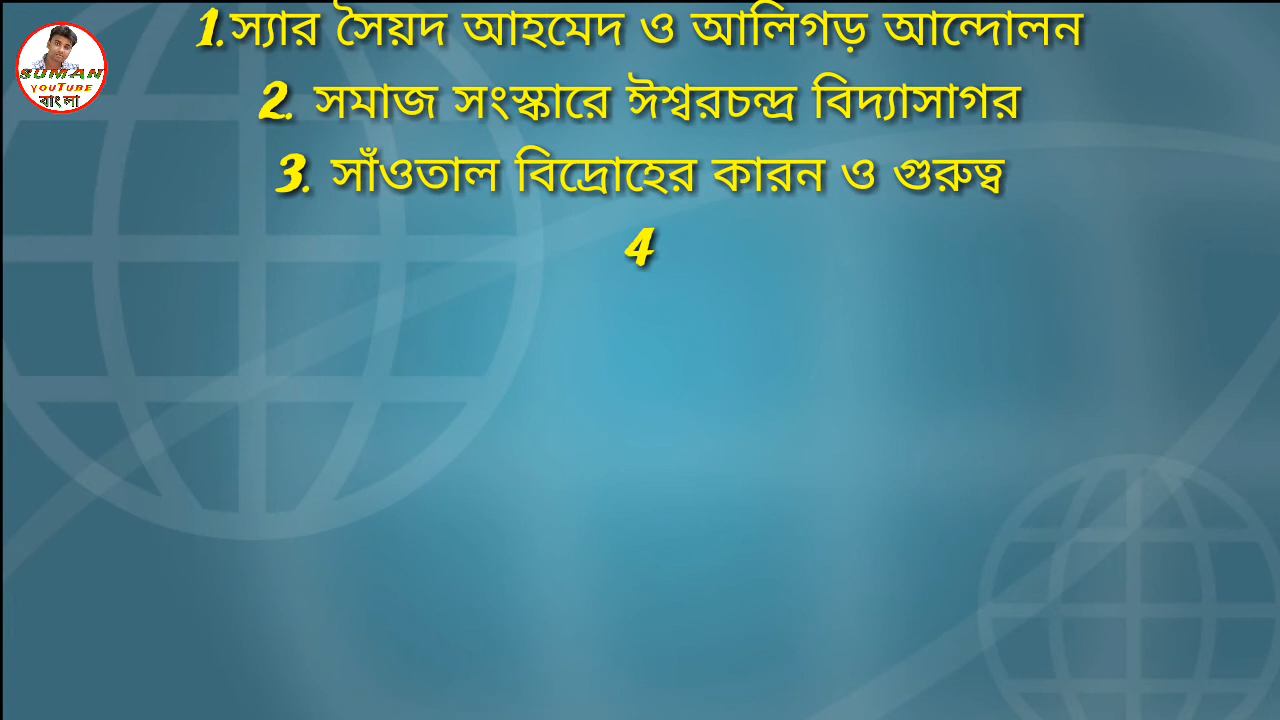 1.স্যার সৈয়দ আহমেদ ও আলিগড় আন্দোলন
2. সমাজ সংস্কারে ঈশ্বরচন্দ্র বিদ্যাসাগর
3. সাঁওতাল বিদ্রোহের কারন ও গুরুত্ব
4
SUMAN
YOUTUBE
বাংলা